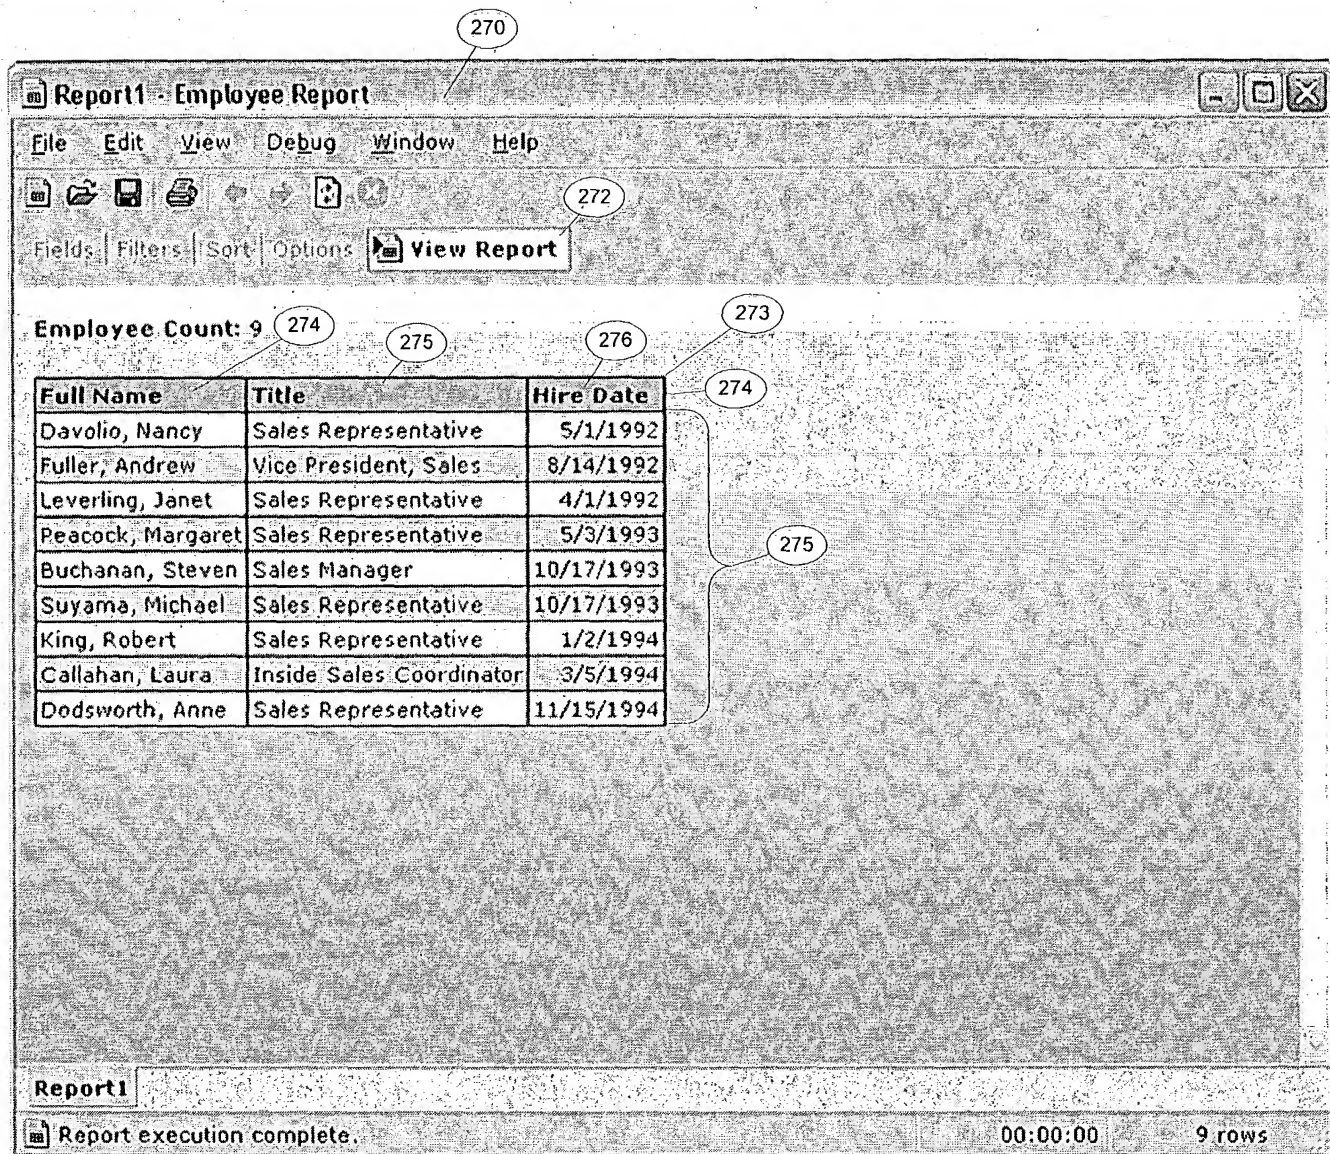 270
Report1 - Employee Report
File Edit View Debug Window Help
272
Fields Filters Sort Options View Report
Employee Count: 9
274
275
276
273
Full Name Title Hire Date
274
Davolio, Nancy Sales Representative 5/1/1992
Fuller, Andrew Vice President, Sales 8/14/1992
Leverling, Janet Sales Representative 4/1/1992
Peacock, Margaret Sales Representative 5/3/1993
275
Buchanan, Steven Sales Manager 10/17/1993
Suyama, Michael Sales Representative 10/17/1993
King, Robert Sales Representative 1/2/1994
Callahan, Laura Inside Sales Coordinator 3/5/1994
Dodsworth, Anne Sales Representative 11/15/1994
Report1
Report execution complete. 00:00:00 9 rows